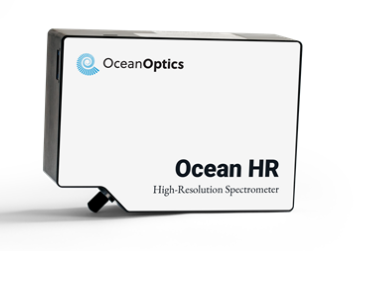 OceanOptics
Ocean HR
High-Resolution Spectrometer